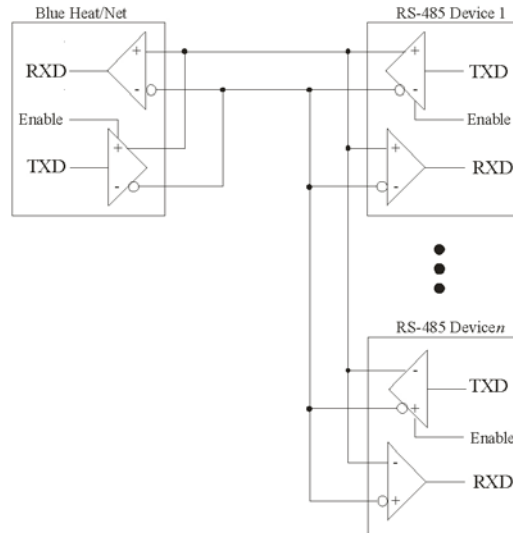 Blue Heat/Net
RXD
+
-
Enable
TXD
+
-
RS-485 Device 1
+
-
TXD
Enable
+
-
RXD
RS-485 Devicen
-
+
TXD
Enable
-
+
RXD